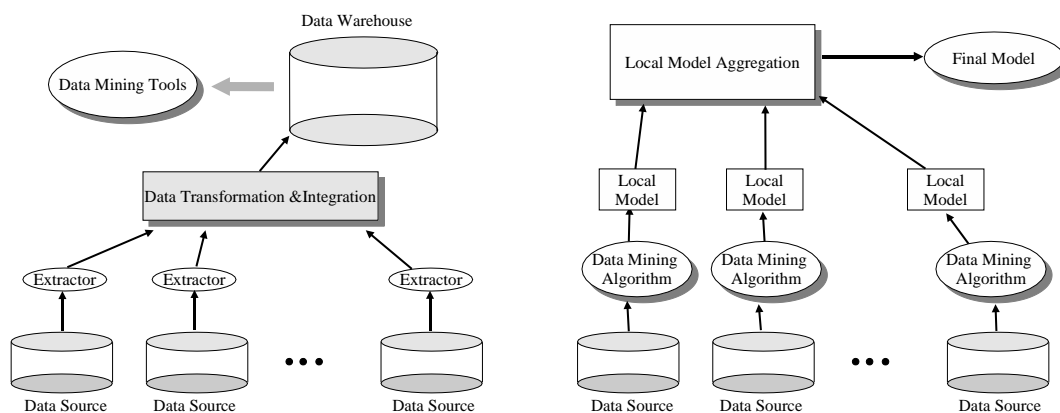 Data Warehouse
Data Mining Tools
Data Transformation &Integration
Extractor
Extractor
Extractor
Data Source
Data Source
Data Source
Local Model Aggregation
Final Model
Local
Model
Local
Model
Local
Model
Data Mining
Algorithm
Data Mining
Algorithm
Data Mining
Algorithm
Data Source
Data Source
Data Source